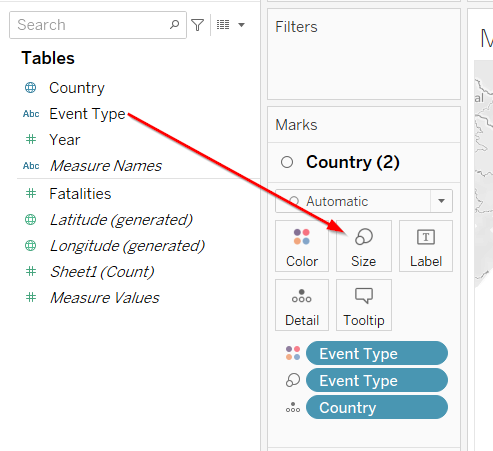 Search
Tables
Country
Abc Event Type
Year
Abc Measure Names
Fatalities
Latitude (generated)
Longitude (generated)
Sheet1 (Count)
Measure Values
Filters
Marks
Country (2)
Automatic
Color Size Label
Detail Tooltip
Event Type
Event Type
Country
M
al